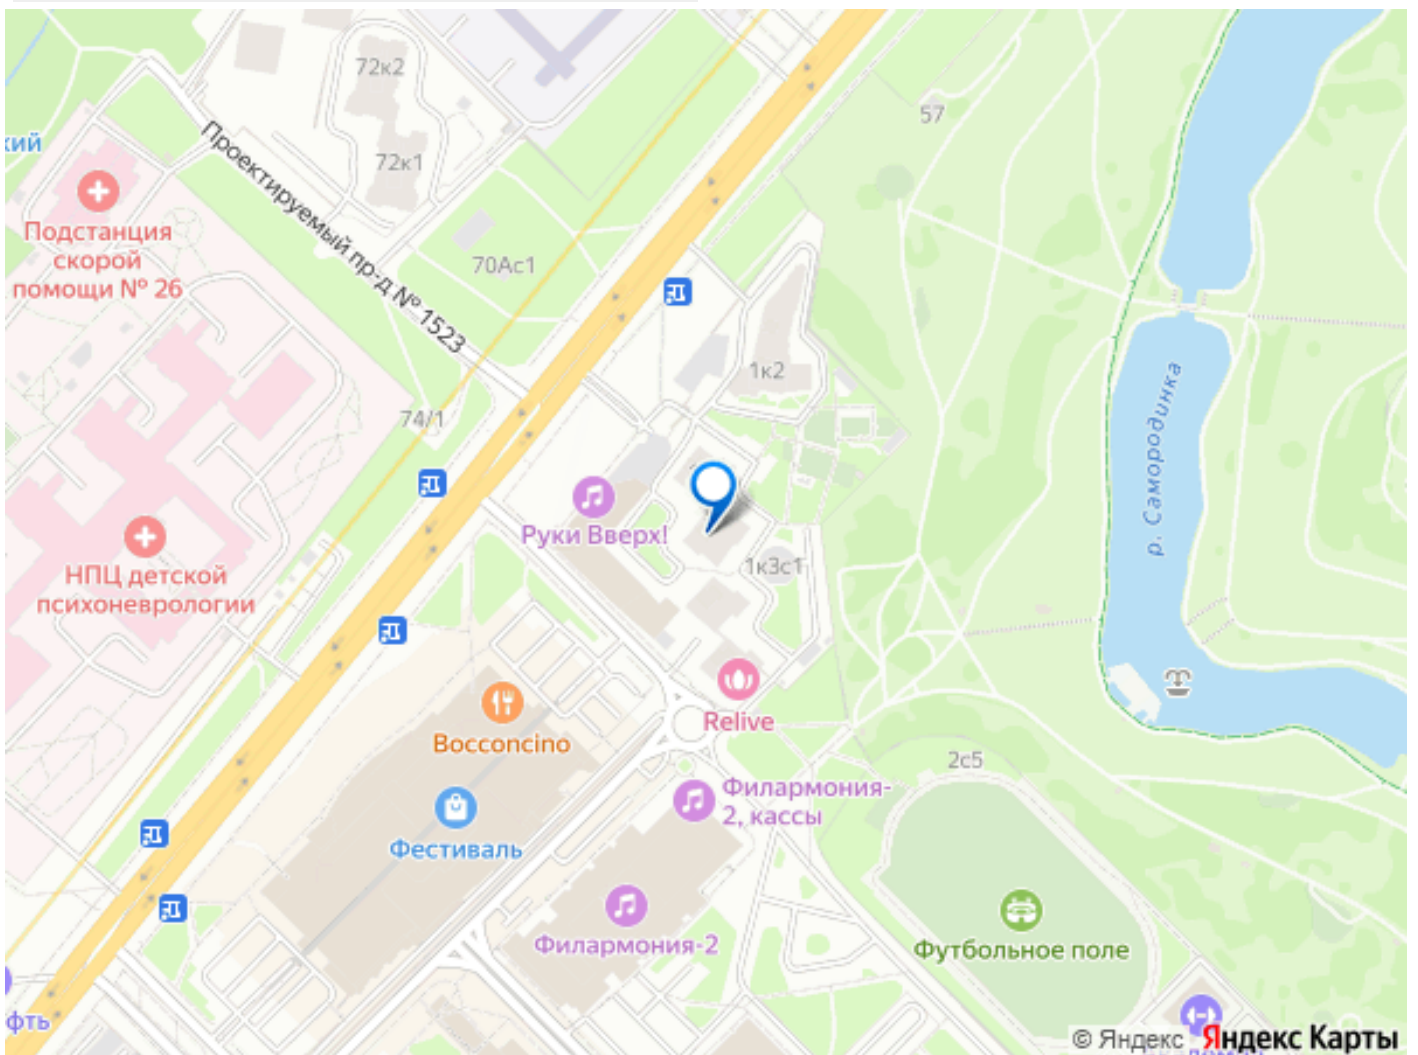 72к2
57
кий
72к1
Проектируемый пр-д № 1523
Подстанция
скорой
помощи № 26
70Ас1
1к2
р. Самородинка
74/1
Руки Вверх!
1к3с1
НПЦ детской
психоневрологии
Relive
Bocconcino
2с5
Филармония-
2, кассы
Фестиваль
Филармония-2
Футбольное поле
фть
© Яндекс Яндекс Карты